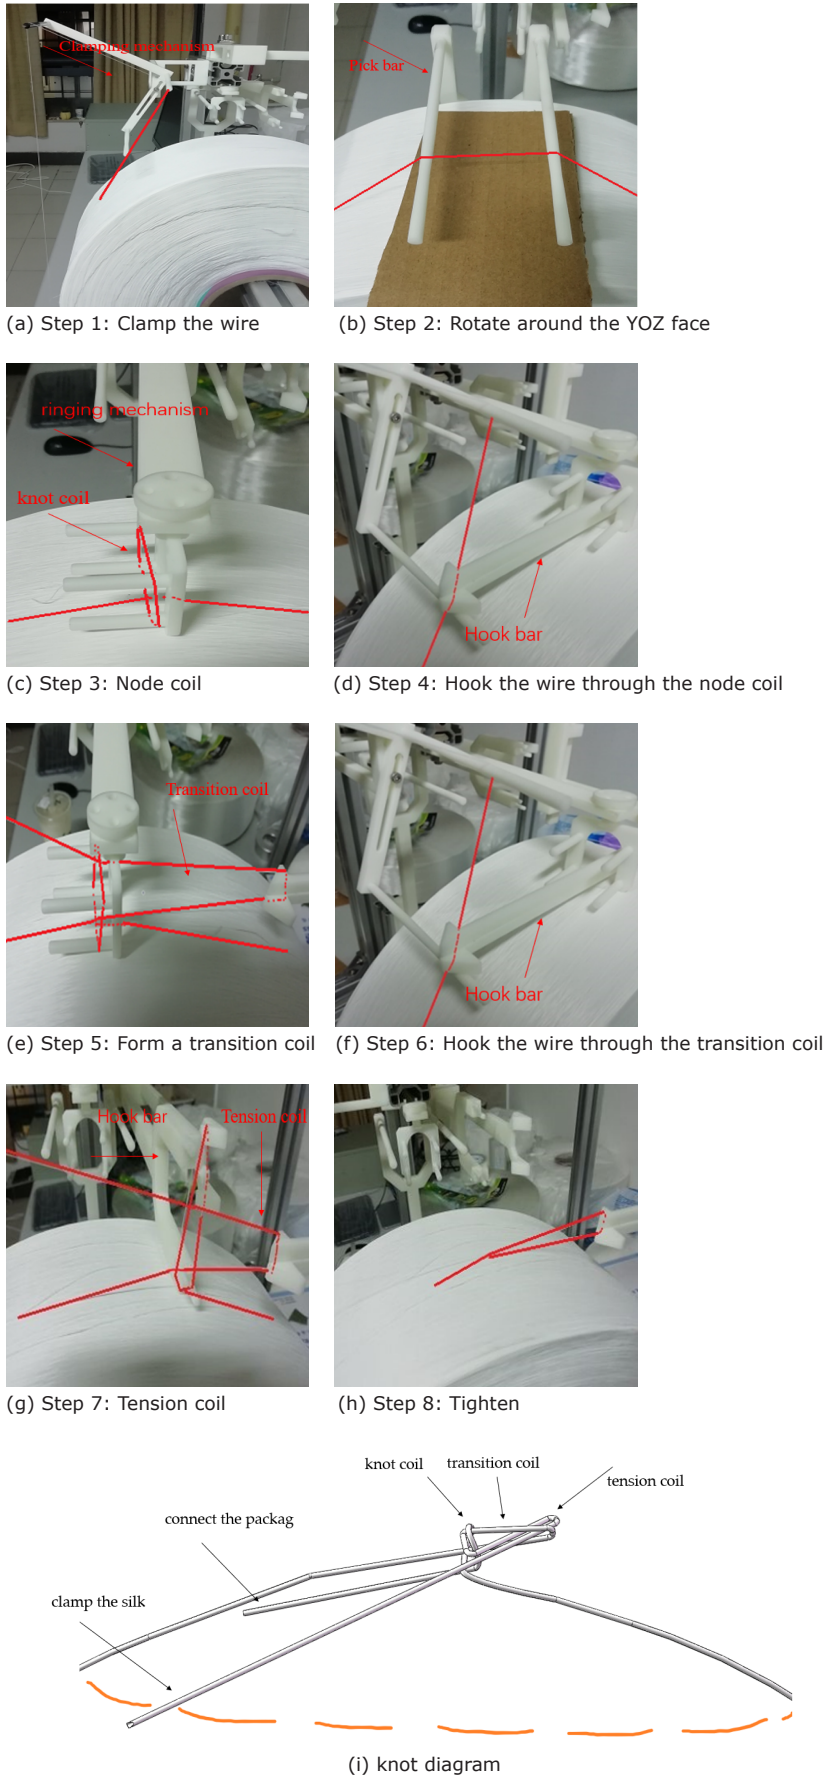 Clamping mechanism
Pick bar
(a) Step 1: Clamp the wire
(b) Step 2: Rotate around the YOZ face
ringing mechanism
knot coil
Hook bar
(c) Step 3: Node coil
(d) Step 4: Hook the wire through the node coil
Transition coil
Hook bar
(e) Step 5: Form a transition coil
(f) Step 6: Hook the wire through the transition coil
Hook bar
Tension coil
(g) Step 7: Tension coil
(h) Step 8: Tighten
knot coil
transition coil
tension coil
connect the packag
clamp the silk
(i) knot diagram